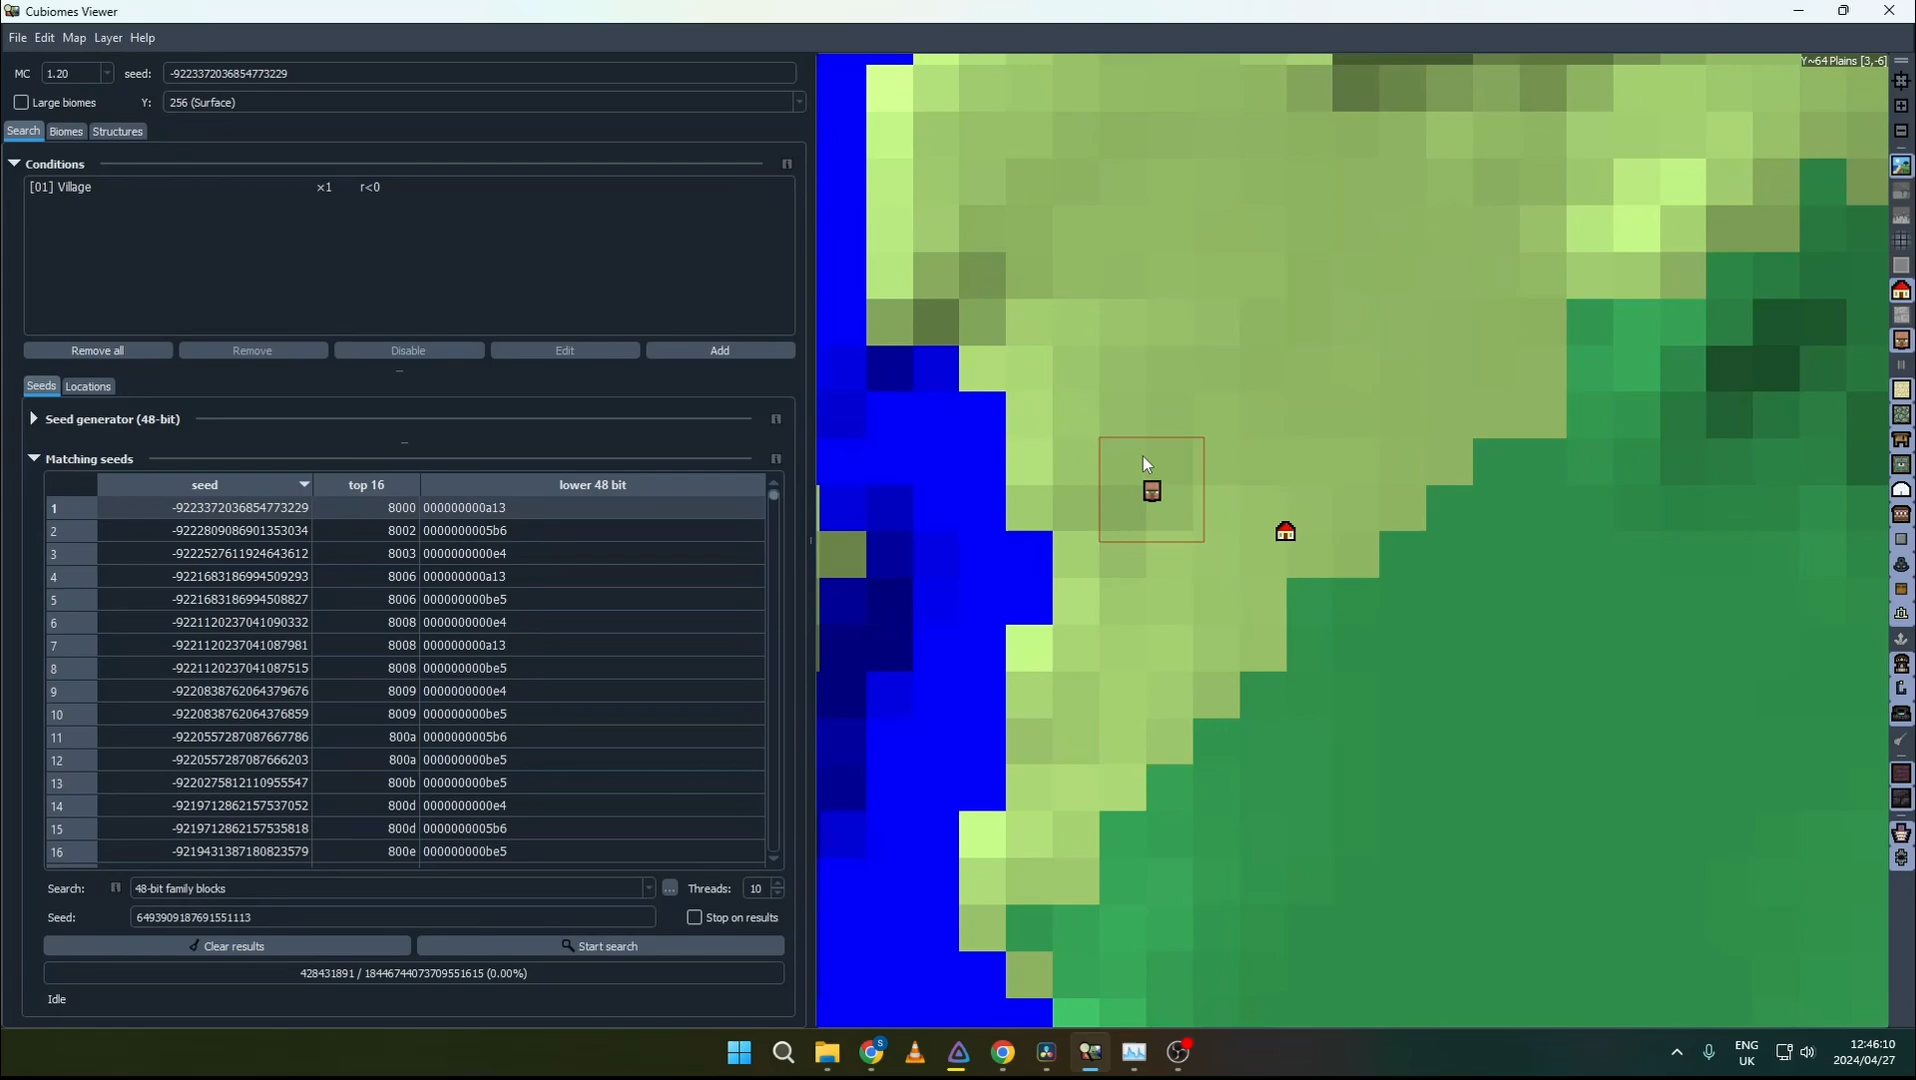 Cubiomes Viewer
File Edit Map Layer Help
MC 1.20 seed: -9223372036854773229
Large biomes Y: 256 (Surface)
Search Biomes Structures
Conditions
[01] Village ×1 r<0
Remove all Remove Disable Edit Add
Seeds Locations
Seed generator (48-bit)
Matching seeds
seed top 16 lower 48 bit
1 -9223372036854773229 8000 000000000a13
2 -9222809086901353034 8002 0000000005b6
3 -9222527611924643612 8003 0000000000e4
4 -9221683186994509293 8006 000000000a13
5 -9221683186994508827 8006 000000000be5
6 -9221120237041090332 8008 0000000000e4
7 -9221120237041087981 8008 000000000a13
8 -9221120237041087515 8008 000000000be5
9 -9220838762064379676 8009 0000000000e4
10 -9220838762064376859 8009 000000000be5
11 -9220557287087667786 800a 0000000005b6
12 -9220557287087666203 800a 000000000be5
13 -9220275812110955547 800b 000000000be5
14 -9219712862157537052 800d 0000000000e4
15 -9219712862157535818 800d 0000000005b6
16 -9219431387180823579 800e 000000000be5
Search: 48-bit family blocks ... Threads: 10
Seed: 6493909187691551113 Stop on results
Clear results Start search
428431891 / 18446744073709551615 (0.00%)
Idle
Y~64 Plains [3,-6]
ENG
UK
12:46:10
2024/04/27